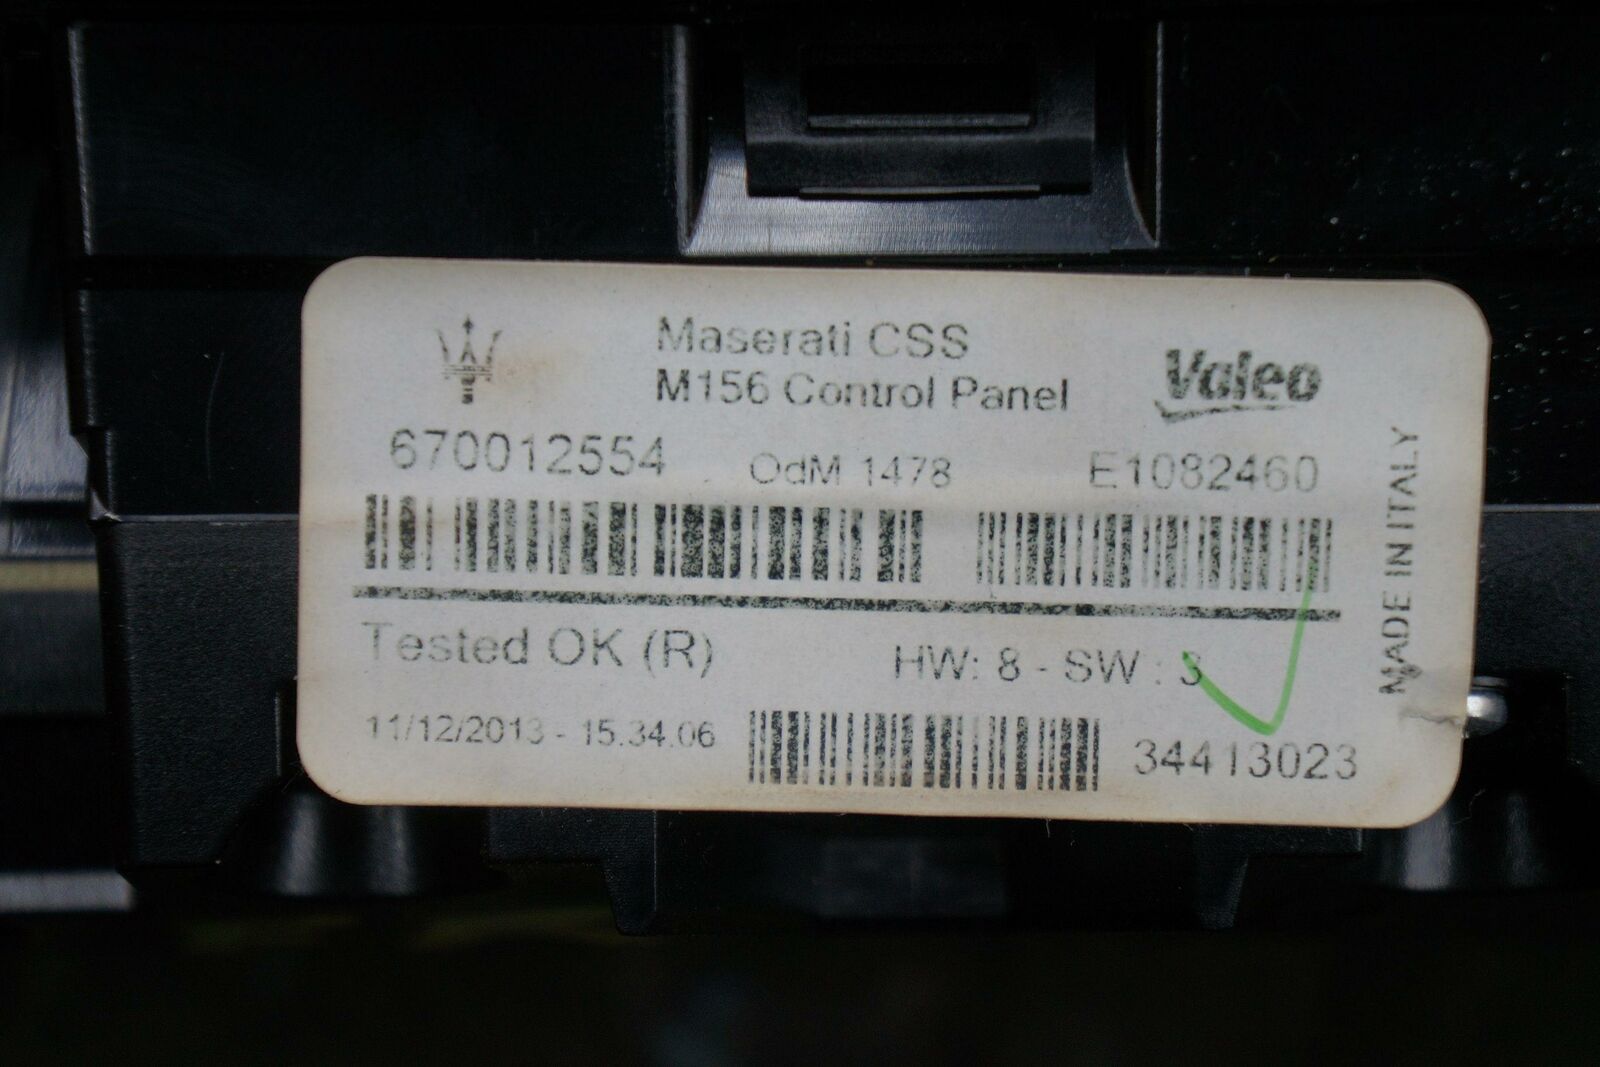 Maserati CSS
M156 Control Panel
Valeo
670012554 OdM 1478 E1082460
Tested OK (R) HW: 8 - SW : 3
11/12/2013 - 15.34.06 34413023
MADE IN ITALY